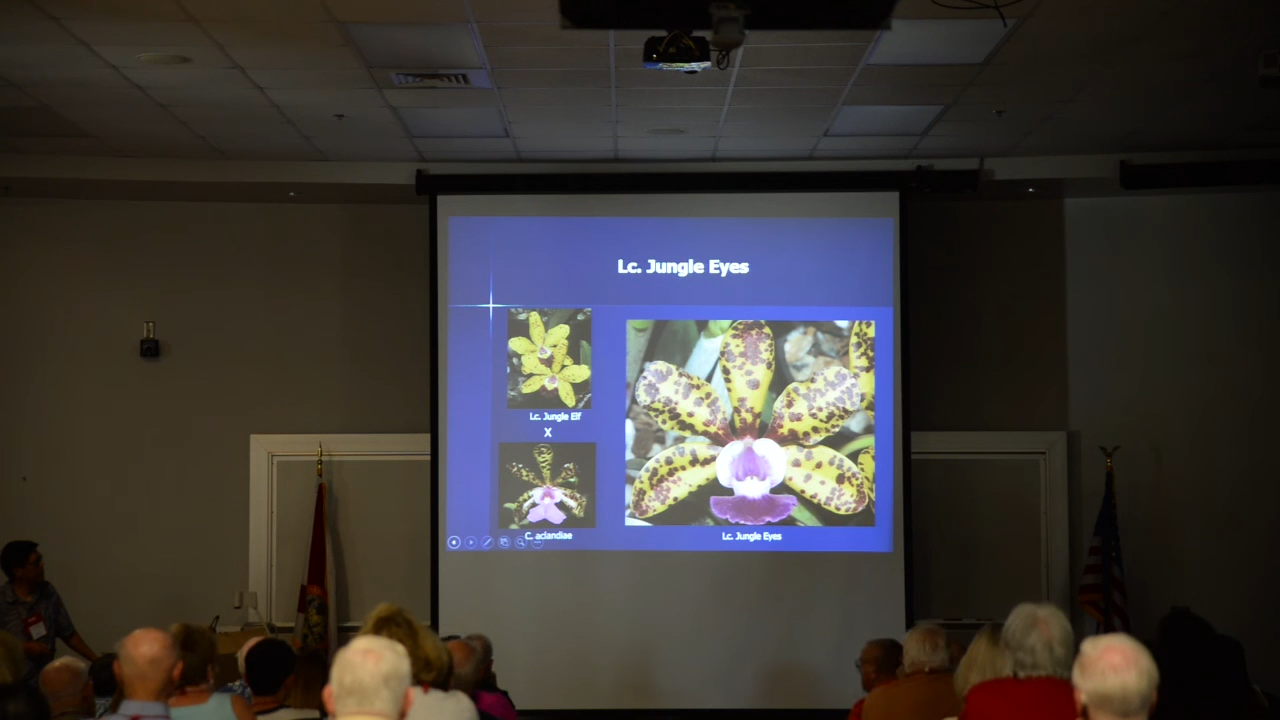 Lc. Jungle Eyes
Lc. Jungle Elf
X
C. aclandiae
Lc. Jungle Eyes